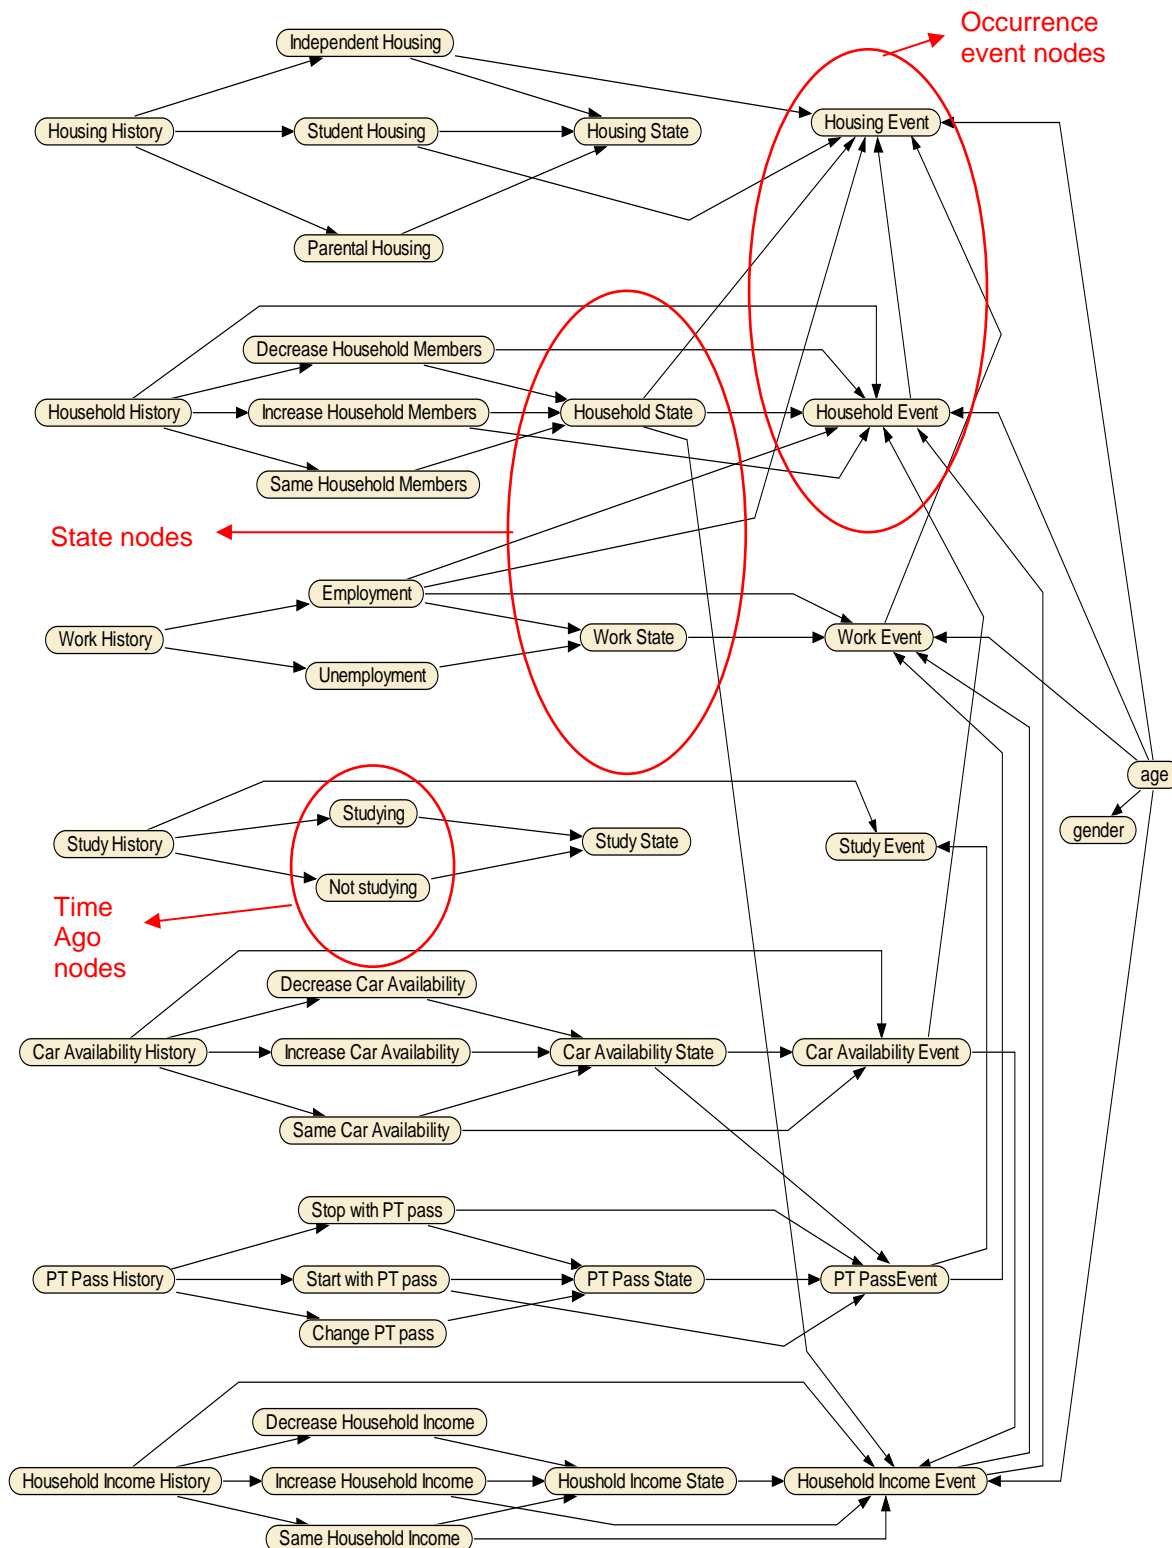 Occurrence
event nodes
Independent Housing
Housing History
Student Housing
Housing State
Housing Event
Parental Housing
Decrease Household Members
Household History
Increase Household Members
Household State
Household Event
Same Household Members
State nodes
Employment
Work History
Work State
Work Event
Unemployment
age
gender
Studying
Study History
Study State
Study Event
Not studying
Time
Ago
nodes
Decrease Car Availability
Car Availability History
Increase Car Availability
Car Availability State
Car Availability Event
Same Car Availability
Stop with PT pass
PT Pass History
Start with PT pass
PT Pass State
PT PassEvent
Change PT pass
Decrease Household Income
Household Income History
Increase Household Income
Houshold Income State
Household Income Event
Same Household Income